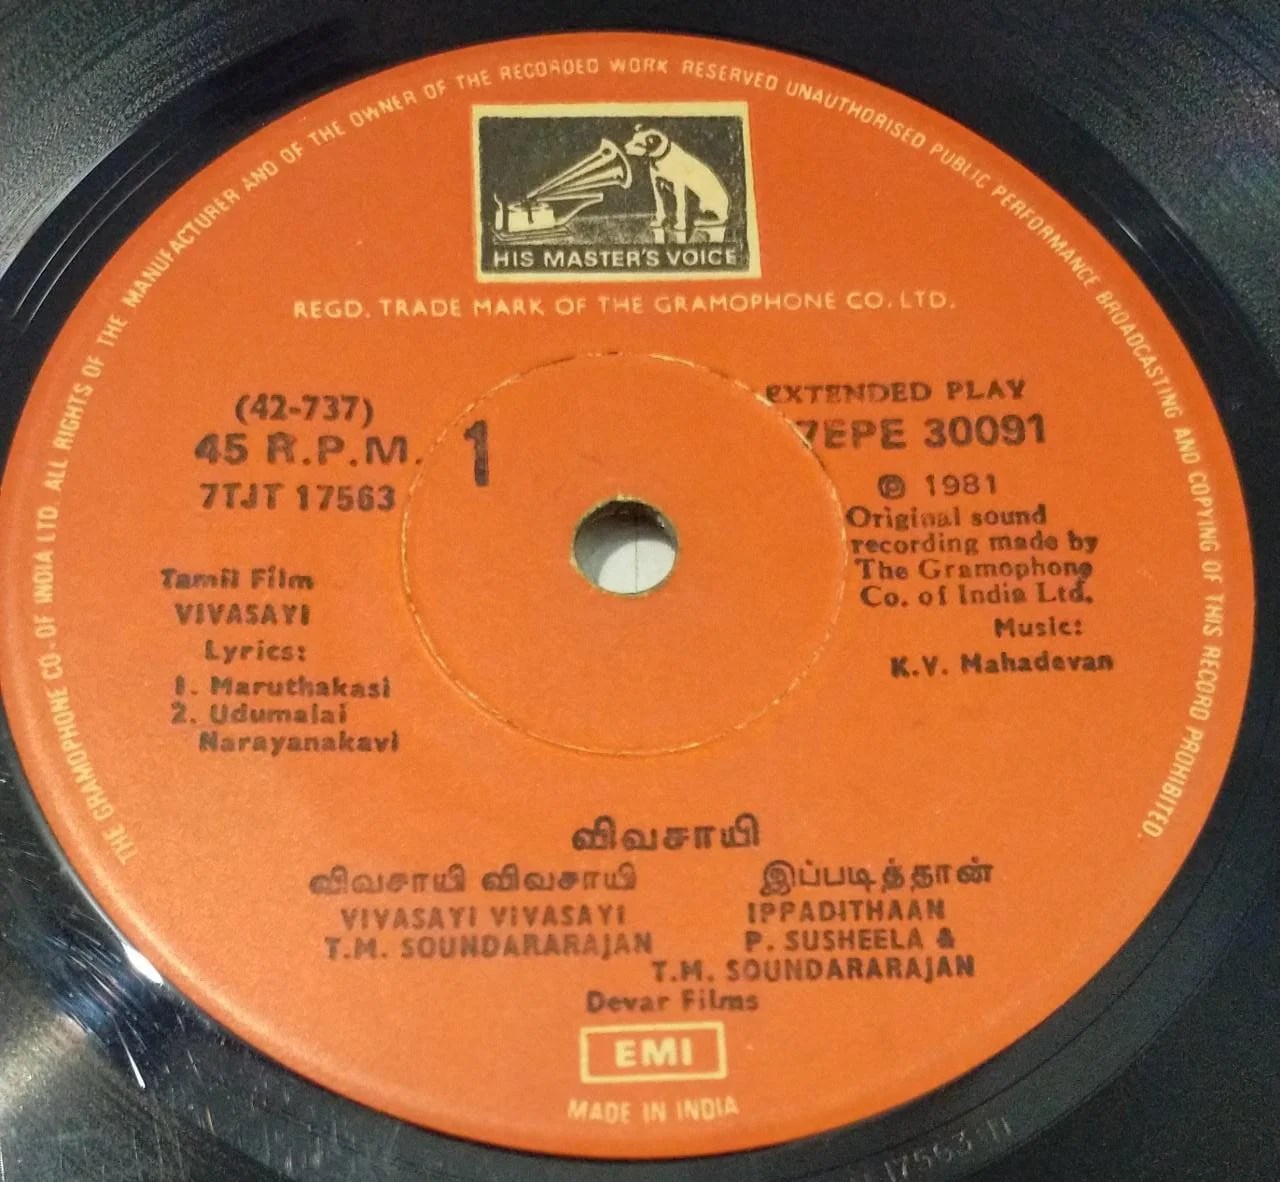 THE GRAMOPHONE CO. OF INDIA LTD. ALL RIGHTS OF THE MANUFACTURER AND OF THE OWNER OF THE RECORDED WORK RESERVED UNAUTHORISED PUBLIC PERFORMANCE BROADCASTING AND COPYING OF THIS RECORD PROHIBITED.
HIS MASTER'S VOICE
REGD. TRADE MARK OF THE GRAMOPHONE CO. LTD.
(42-737)
45 R.P.M.
7TJT 17563
1
EXTENDED PLAY
7EPE 30091
℗ 1981
Original sound
recording made by
The Gramophone
Co. of India Ltd.
Music:
K.V. Mahadevan
Tamil Film
VIVASAYI
Lyrics:
1. Maruthakasi
2. Udumalai
Narayanakavi
விவசாயி
விவசாயி விவசாயி
VIVASAYI VIVASAYI
T.M. SOUNDARARAJAN
இப்படித்தான்
IPPADITHAAN
P. SUSHEELA &
T.M. SOUNDARARAJAN
Devar Films
EMI
MADE IN INDIA